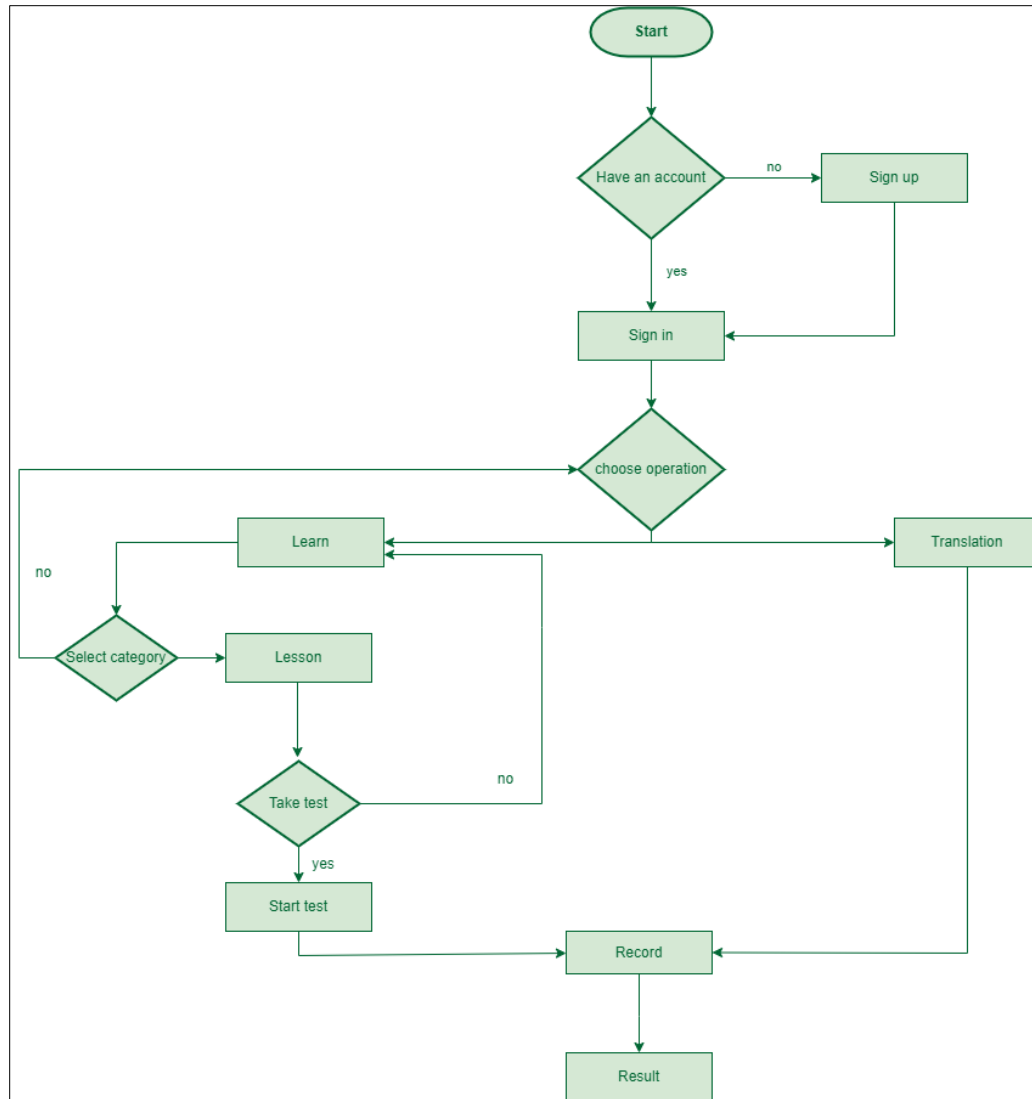 Start
Have an account
no
Sign up
yes
Sign in
choose operation
Learn
Translation
no
Select category
Lesson
no
Take test
yes
Start test
Record
Result